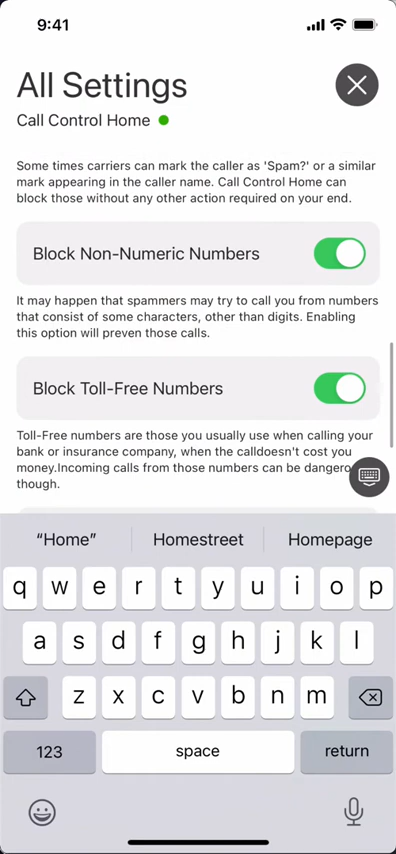 9:41
All Settings
Call Control Home
Some times carriers can mark the caller as 'Spam?' or a similar
mark appearing in the caller name. Call Control Home can
block those without any other action required on your end.
Block Non-Numeric Numbers
It may happen that spammers may try to call you from numbers
that consist of some characters, other than digits. Enabling
this option will preven those calls.
Block Toll-Free Numbers
Toll-Free numbers are those you usually use when calling your
bank or insurance company, when the calldoesn't cost you
money.Incoming calls from those numbers can be
though.
“Home” Homestreet Homepage
q w e r t y u i o p
a s d f g h j k l
z x c v b n m
123 space return